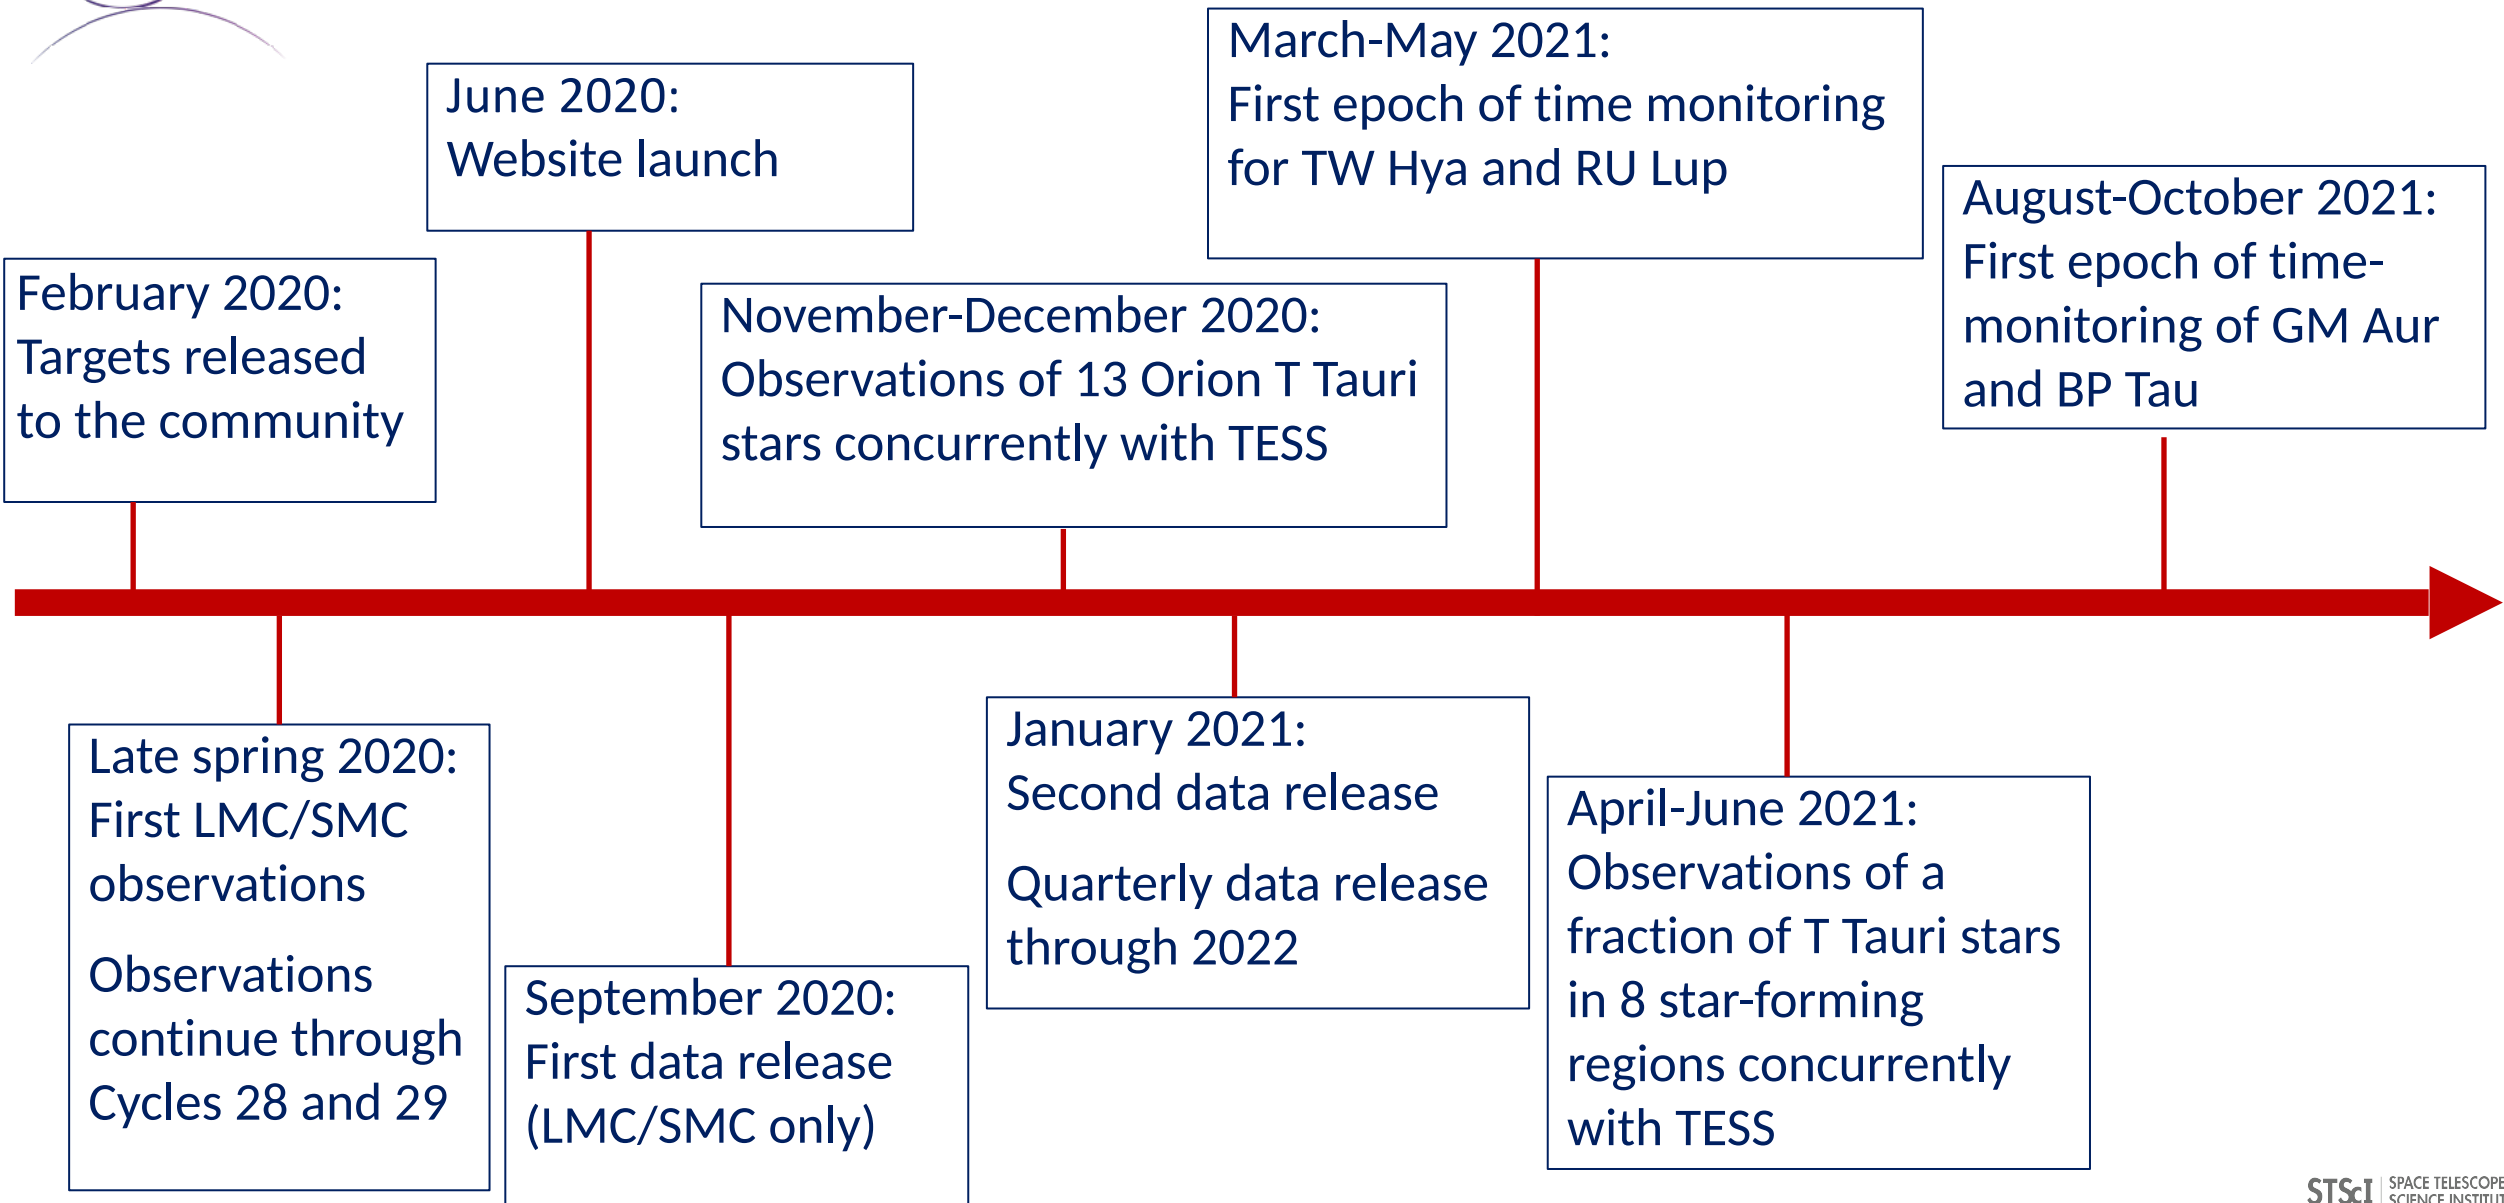 March-May 2021:
First epoch of time monitoring
for TW Hya and RU Lup
June 2020:
Website launch
August-October 2021:
First epoch of time-
monitoring of GM Aur
and BP Tau
February 2020:
Targets released
to the community
November-December 2020:
Observations of 13 Orion T Tauri
stars concurrently with TESS
Late spring 2020:
First LMC/SMC
observations
Observations
continue through
Cycles 28 and 29
September 2020:
First data release
(LMC/SMC only)
January 2021:
Second data release
Quarterly data release
through 2022
April-June 2021:
Observations of a
fraction of T Tauri stars
in 8 star-forming
regions concurrently
with TESS
STSCI | SPACE TELESCOPE
SCIENCE INSTITUT